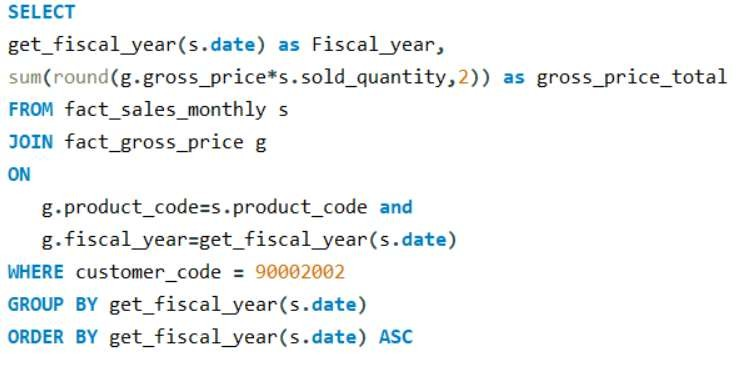 SELECT
get_fiscal_year(s.date) as Fiscal_year,
sum(round(g.gross_price*s.sold_quantity,2)) as gross_price_total
FROM fact_sales_monthly s
JOIN fact_gross_price g
ON
   g.product_code=s.product_code and
   g.fiscal_year=get_fiscal_year(s.date)
WHERE customer_code = 90002002
GROUP BY get_fiscal_year(s.date)
ORDER BY get_fiscal_year(s.date) ASC